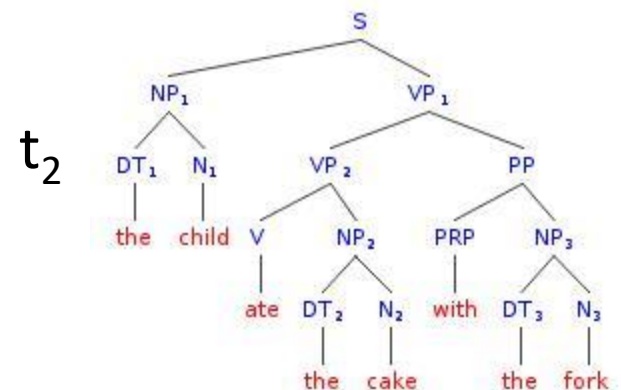 S
NP₁ VP₁
t₂
DT₁ N₁ VP₂ PP
the child V NP₂ PRP NP₃
ate DT₂ N₂ with DT₃ N₃
the cake the fork